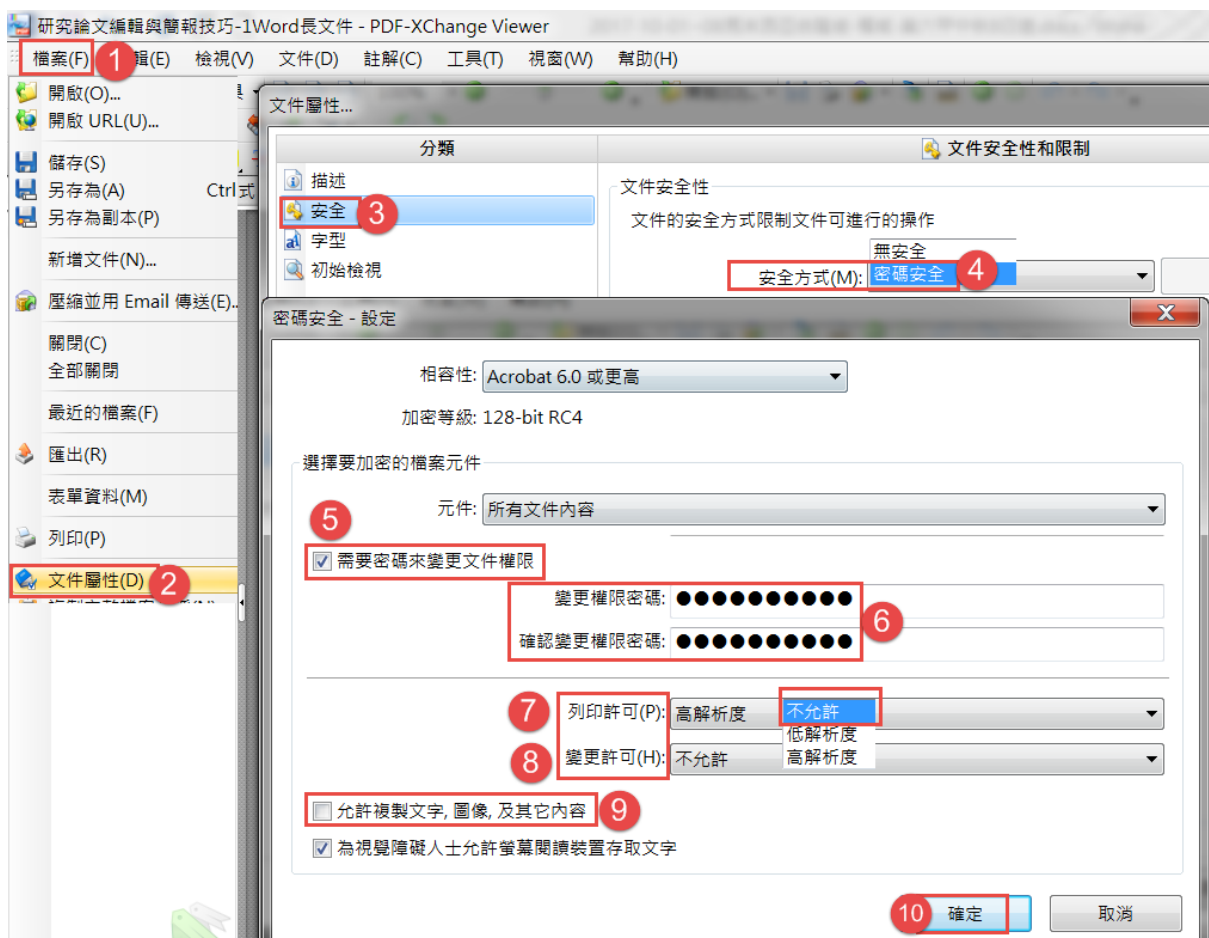 研究論文編輯與簡報技巧-1Word長文件 - PDF-XChange Viewer
檔案(F) 1 輯(E) 檢視(V) 文件(D) 註解(C) 工具(T) 視窗(W) 幫助(H)
開啟(O)...
開啟 URL(U)...
儲存(S)
另存為(A) Ctrl 式
另存為副本(P)
新增文件(N)...
壓縮並用 Email 傳送(E)..
關閉(C)
全部關閉
最近的檔案(F)
匯出(R)
表單資料(M)
列印(P)
文件屬性(D) 2
文件屬性...
分類
描述
安全 3
字型
初始檢視
文件安全性和限制
文件安全性
文件的安全方式限制文件可進行的操作
無安全
安全方式(M): 密碼安全 4
密碼安全 - 設定
相容性: Acrobat 6.0 或更高
加密等級: 128-bit RC4
選擇要加密的檔案元件
元件: 所有文件內容
5
需要密碼來變更文件權限
變更權限密碼: ●●●●●●●●●●
6
確認變更權限密碼: ●●●●●●●●●●
7 列印許可(P): 高解析度 不允許
低解析度
8 變更許可(H): 不允許 高解析度
允許複製文字, 圖像, 及其它內容 9
為視覺障礙人士允許螢幕閱讀裝置存取文字
10 確定 取消